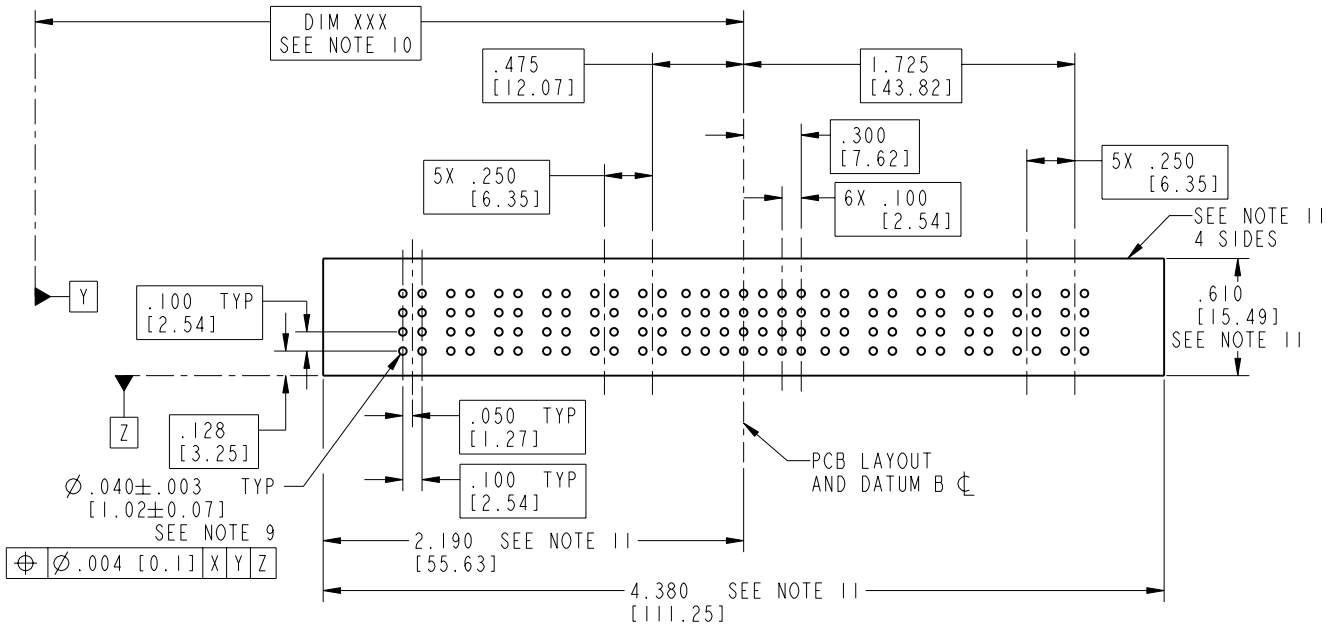 DIM XXX
SEE NOTE 10
.475
[12.07]
1.725
[43.82]
.300
[7.62]
5X .250
[6.35]
6X .100
[2.54]
5X .250
[6.35]
SEE NOTE 11
4 SIDES
Y
.100 TYP
[2.54]
.610
[15.49]
SEE NOTE 11
Z
.128
[3.25]
.050 TYP
[1.27]
.100 TYP
[2.54]
PCB LAYOUT
AND DATUM B ℄
Ø.040±.003 TYP
[1.02±0.07]
SEE NOTE 9
⌖ Ø.004 [0.1] X Y Z
2.190 SEE NOTE 11
[55.63]
4.380 SEE NOTE 11
[111.25]